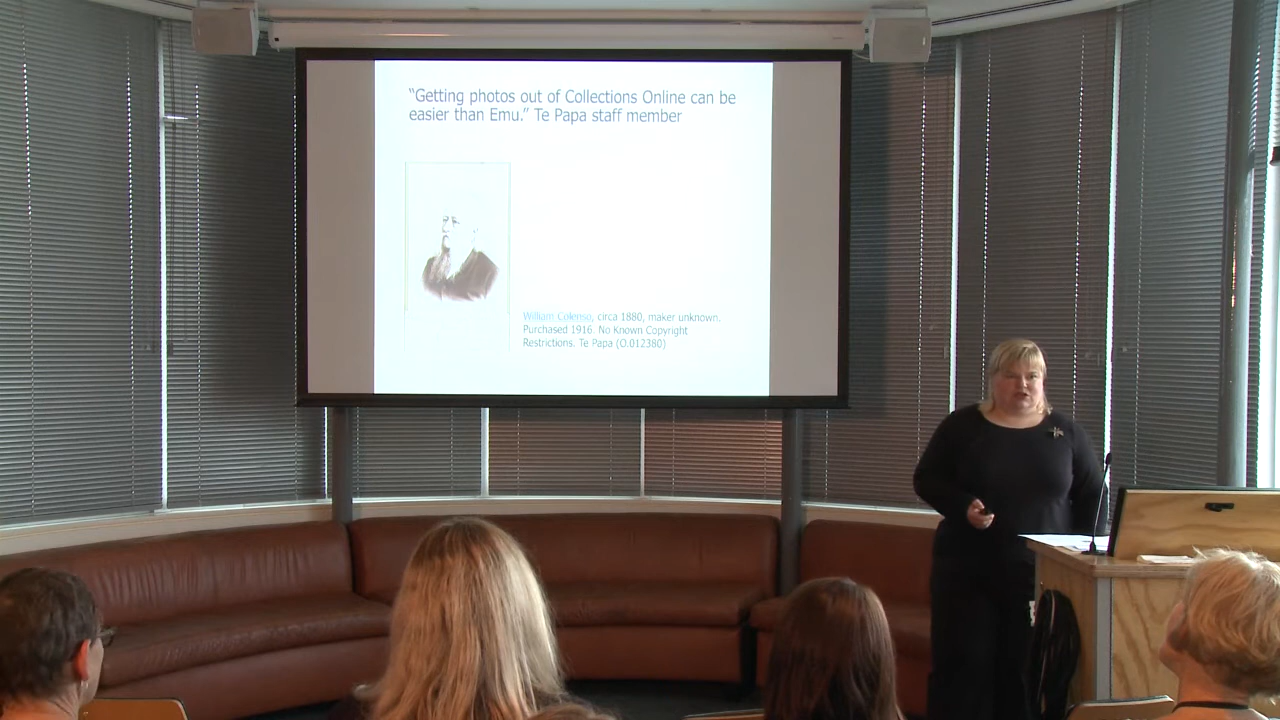 “Getting photos out of Collections Online can be
easier than Emu.” Te Papa staff member
William Colenso, circa 1880, maker unknown.
Purchased 1916. No Known Copyright
Restrictions. Te Papa (O.012380)